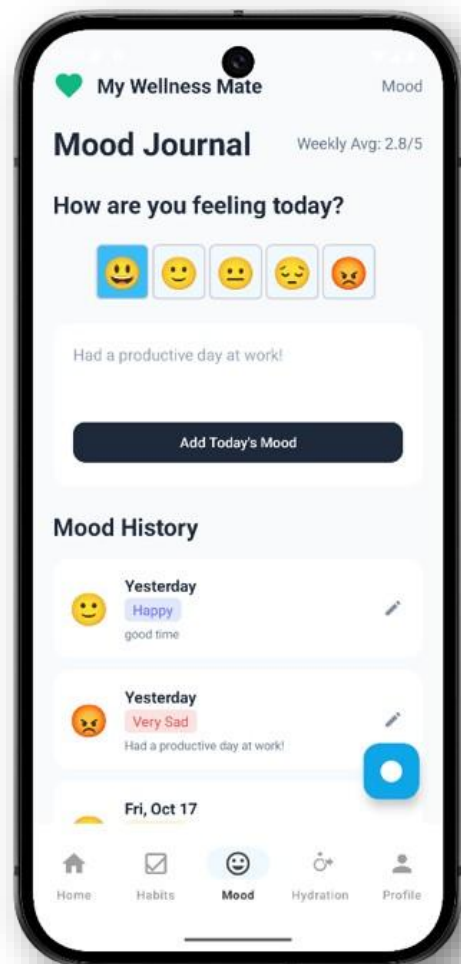 My Wellness Mate
Mood
Mood Journal
Weekly Avg: 2.8/5
How are you feeling today?
Had a productive day at work!
Add Today's Mood
Mood History
Yesterday
Happy
good time
Yesterday
Very Sad
Had a productive day at work!
Fri, Oct 17
Home
Habits
Mood
Hydration
Profile